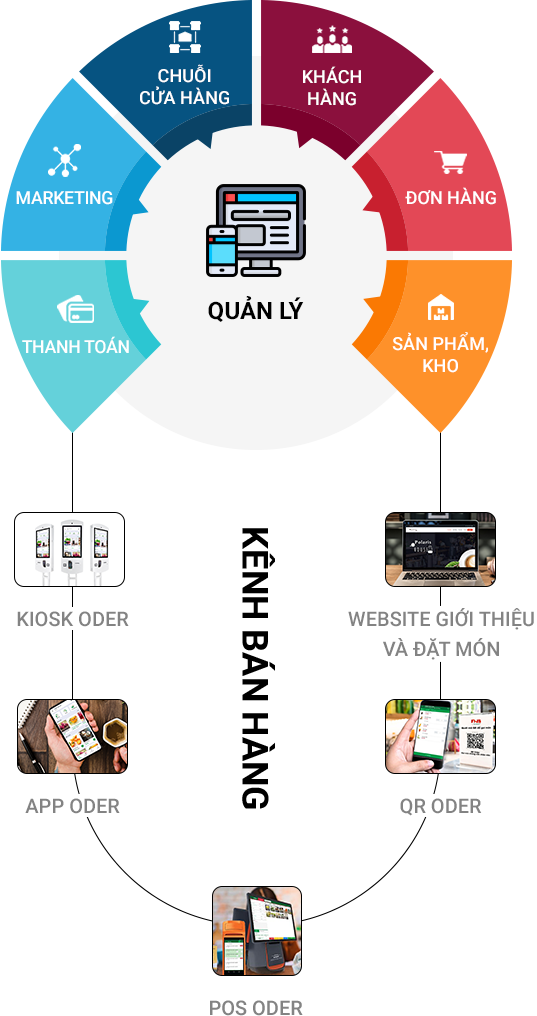 CHUỖI
CỬA HÀNG
KHÁCH
HÀNG
MARKETING
ĐƠN HÀNG
THANH TOÁN
SẢN PHẨM,
KHO
QUẢN LÝ
KÊNH BÁN HÀNG
KIOSK ODER
WEBSITE GIỚI THIỆU
VÀ ĐẶT MÓN
Polaris
APP ODER
QR ODER
POS ODER